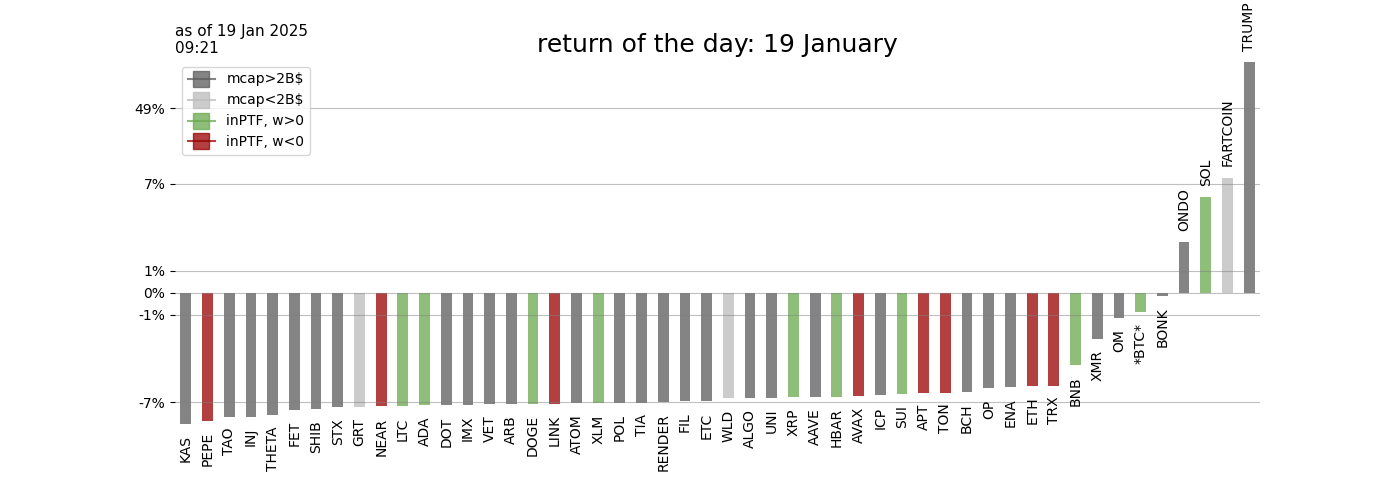 as of 19 Jan 2025
09:21
return of the day: 19 January
mcap>2B$
mcap<2B$
inPTF, w>0
inPTF, w<0
49%
7%
1%
0%
-1%
-7%
KAS
PEPE
TAO
INJ
THETA
FET
SHIB
STX
GRT
NEAR
LTC
ADA
DOT
IMX
VET
ARB
DOGE
LINK
ATOM
XLM
POL
TIA
RENDER
FIL
ETC
WLD
ALGO
UNI
XRP
AAVE
HBAR
AVAX
ICP
SUI
APT
TON
BCH
OP
ENA
ETH
TRX
BNB
XMR
OM
*BTC*
BONK
ONDO
SOL
FARTCOIN
TRUMP